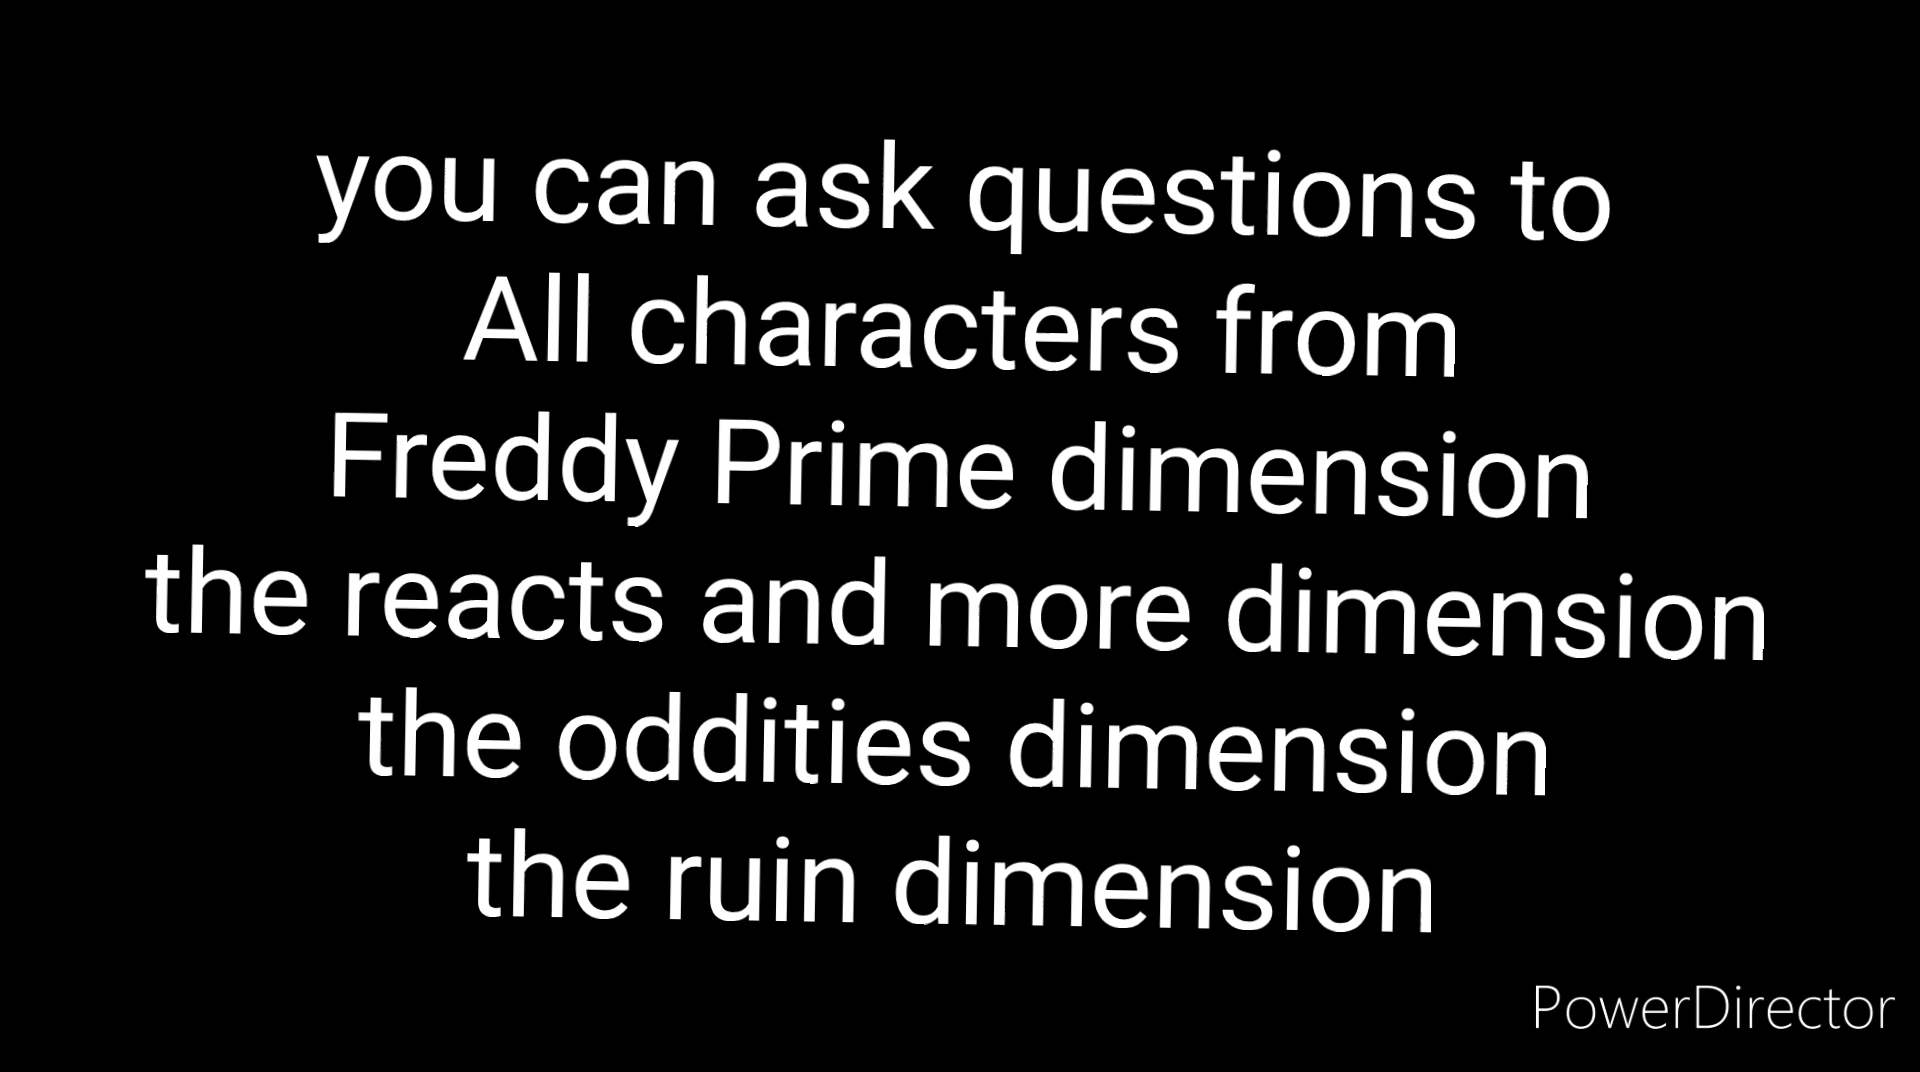 you can ask questions to
All characters from
Freddy Prime dimension
the reacts and more dimension
the oddities dimension
the ruin dimension
PowerDirector